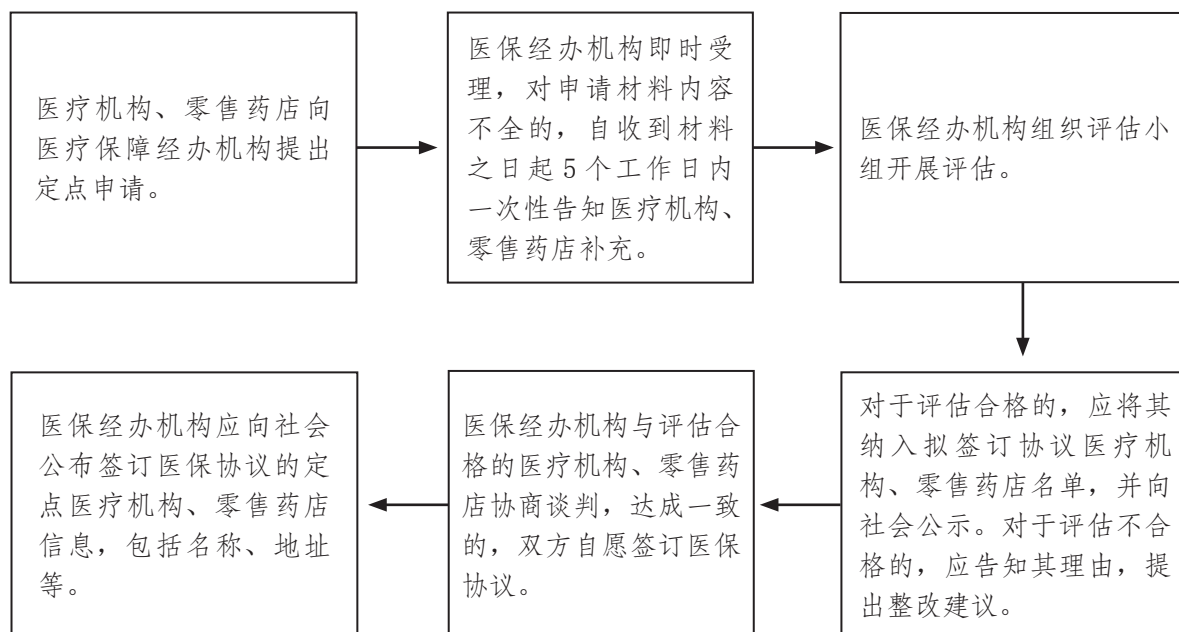 医疗机构、零售药店向
医疗保障经办机构提出
定点申请。
医保经办机构即时受
理，对申请材料内容
不全的，自收到材料
之日起5个工作日内
一次性告知医疗机构、
零售药店补充。
医保经办机构组织评估小
组开展评估。
对于评估合格的，应将其
纳入拟签订协议医疗机
构、零售药店名单，并向
社会公示。对于评估不合
格的，应告知其理由，提
出整改建议。
医保经办机构与评估合
格的医疗机构、零售药
店协商谈判，达成一致
的，双方自愿签订医保
协议。
医保经办机构应向社会
公布签订医保协议的定
点医疗机构、零售药店
信息，包括名称、地址
等。